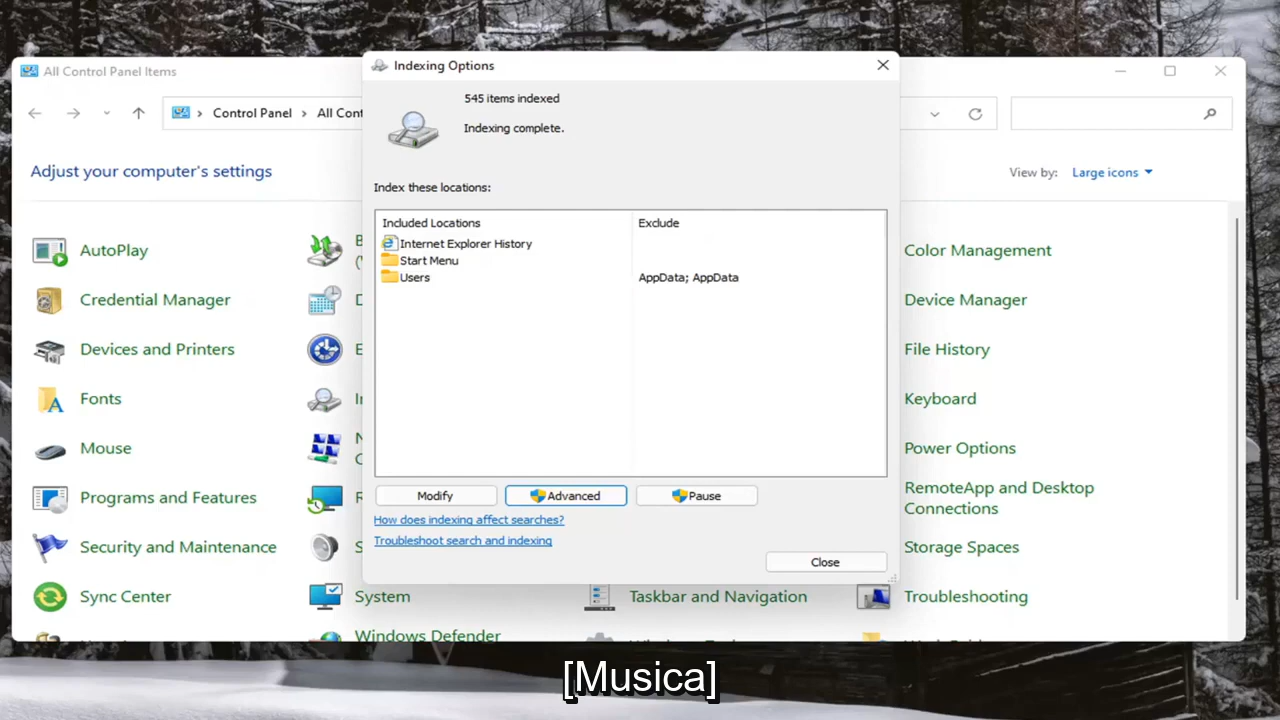 All Control Panel Items
Indexing Options
545 items indexed
Indexing complete.
Control Panel
All Cont
Adjust your computer's settings
View by: Large icons
Index these locations:
Included Locations
Exclude
Internet Explorer History
Start Menu
Users
AppData; AppData
Modify
Advanced
Pause
How does indexing affect searches?
Troubleshoot search and indexing
Close
AutoPlay
Color Management
Credential Manager
Device Manager
Devices and Printers
File History
Fonts
Keyboard
Mouse
Power Options
Programs and Features
RemoteApp and Desktop
Connections
Security and Maintenance
Storage Spaces
Sync Center
System
Taskbar and Navigation
Troubleshooting
Windows Defender
[Musica]